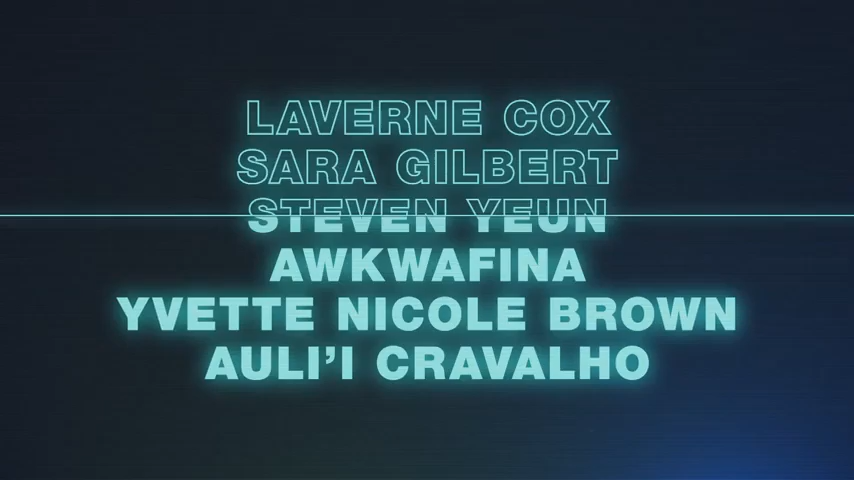 LAVERNE COX
SARA GILBERT
STEVEN YEUN
AWKWAFINA
YVETTE NICOLE BROWN
AULI’I CRAVALHO